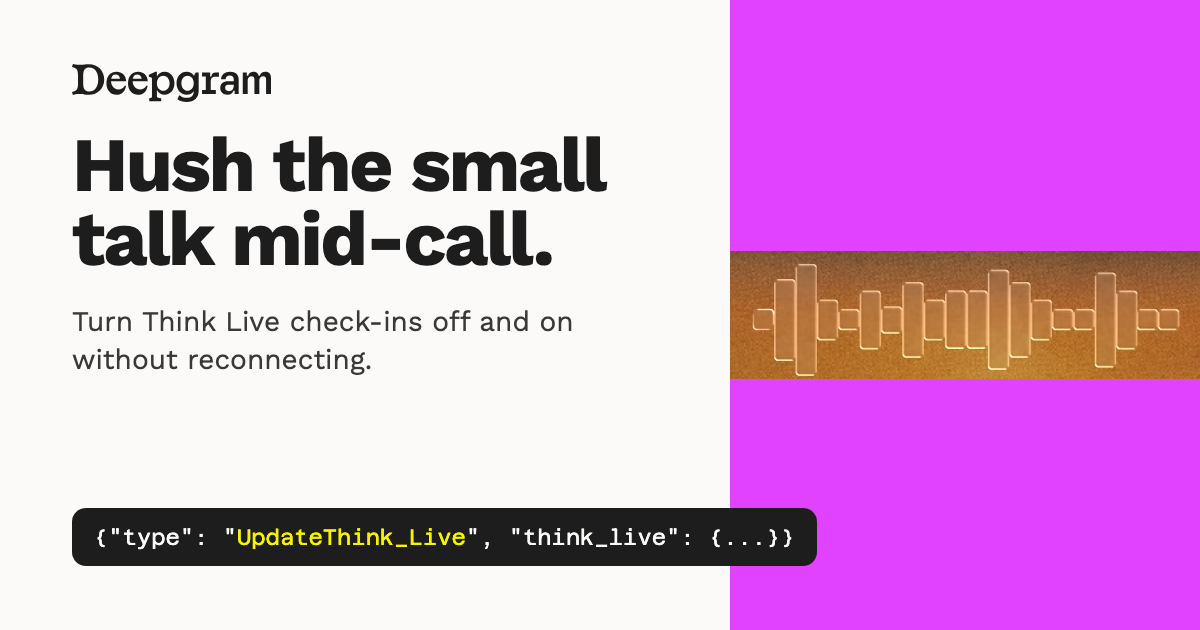 Deepgram
Hush the small
talk mid-call.
Turn Think Live check-ins off and on
without reconnecting.
{"type": "UpdateThink_Live", "think_live": {...}}